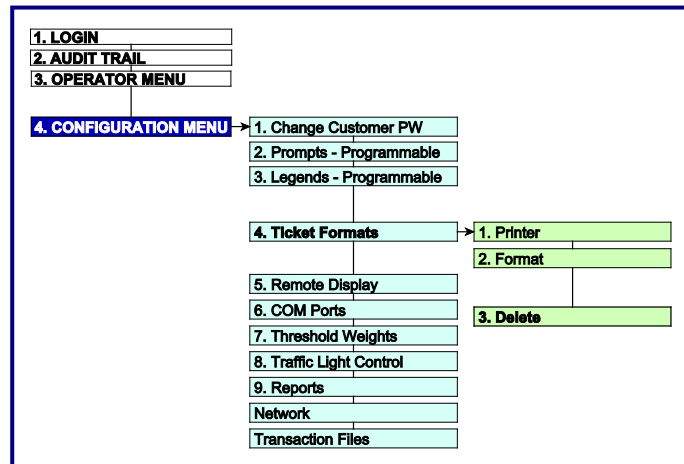 1. LOGIN
2. AUDIT TRAIL
3. OPERATOR MENU
4. CONFIGURATION MENU
1. Change Customer PW
2. Prompts - Programmable
3. Legends - Programmable
4. Ticket Formats
1. Printer
2. Format
3. Delete
5. Remote Display
6. COM Ports
7. Threshold Weights
8. Traffic Light Control
9. Reports
Network
Transaction Files